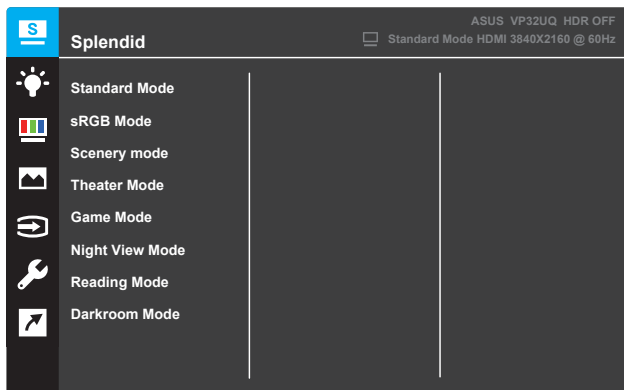 S
ASUS VP32UQ HDR OFF
Splendid
Standard Mode HDMI 3840X2160 @ 60Hz
Standard Mode
sRGB Mode
Scenery mode
Theater Mode
Game Mode
Night View Mode
Reading Mode
Darkroom Mode